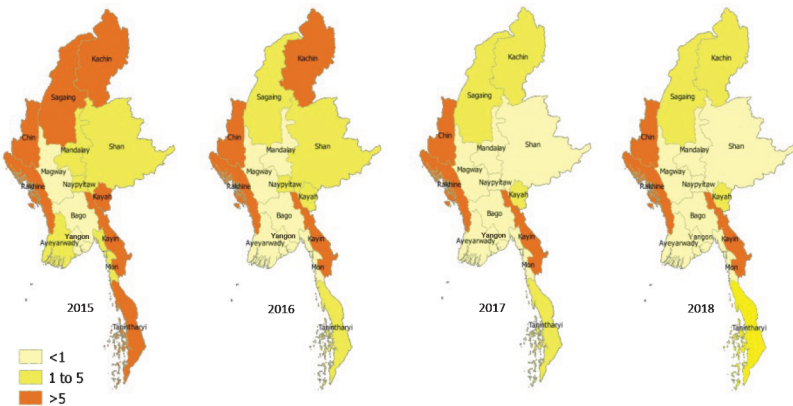 Kachin
Sagaing
Chin
Mandalay
Shan
Magway
Rakhine
Naypyitaw
Kayah
Bago
Yangon
Ayeyarwady
Mon
Tanintharyi
2015
Kachin
Sagaing
Chin
Mandalay
Shan
Magway
Rakhine
Naypyitaw
Kayah
Bago
Yangon
Kayin
Ayeyarwady
Mon
Tanintharyi
2016
Kachin
Sagaing
Chin
Mandalay
Shan
Magway
Rakhine
Naypyitaw
Kayah
Bago
Yangon
Kayin
Ayeyarwady
Mon
Tanintharyi
2017
Kachin
Sagaing
Chin
Mandalay
Shan
Magway
Rakhine
Naypyitaw
Kayah
Bago
Yangon
Kayin
Ayeyarwady
Mon
Tanintharyi
2018
<1
1 to 5
>5